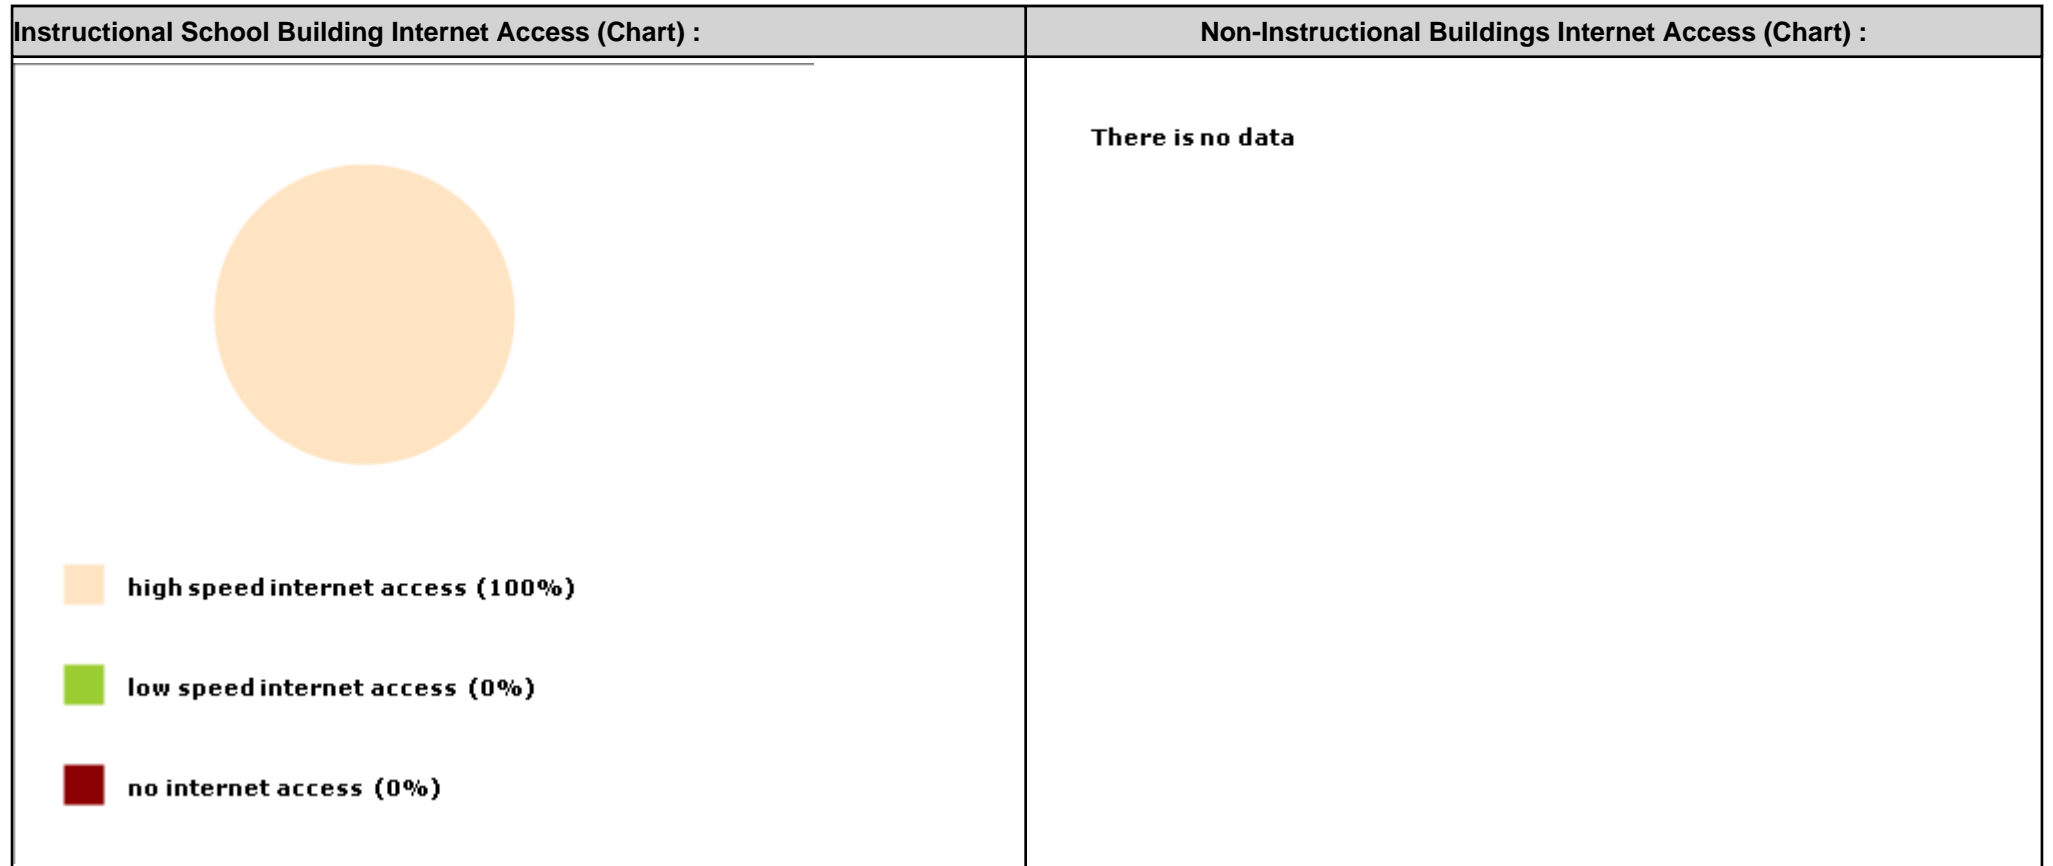 Instructional School Building Internet Access (Chart) :
Non-Instructional Buildings Internet Access (Chart) :
There is no data
high speed internet access (100%)
low speed internet access (0%)
no internet access (0%)